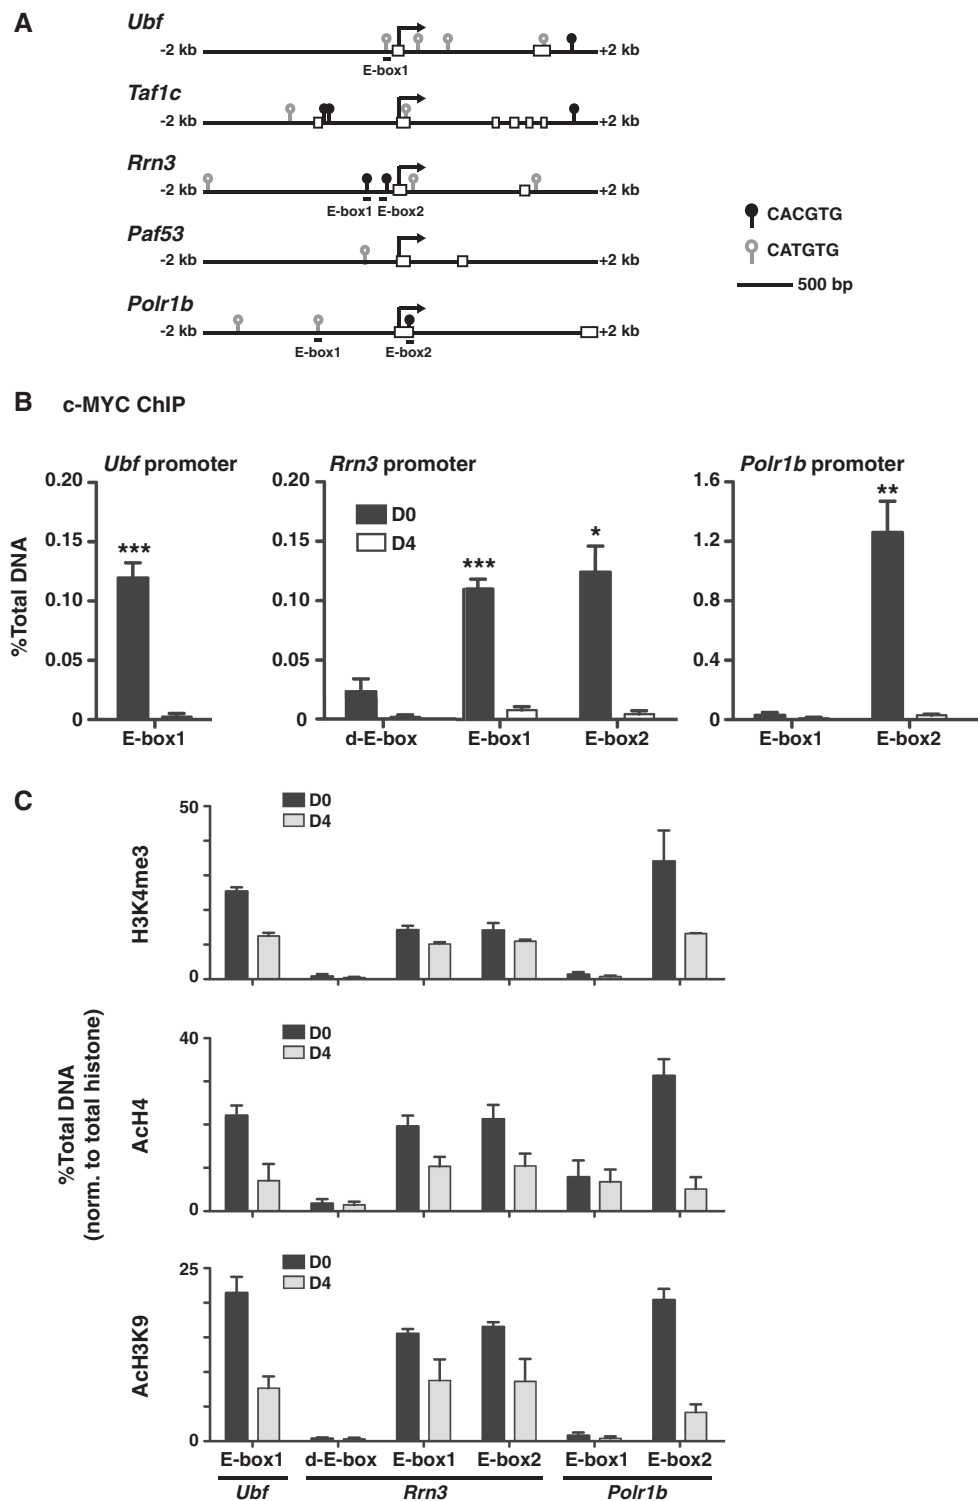 A
Ubf
-2 kb +2 kb
E-box1
Taf1c
-2 kb +2 kb
Rrn3
-2 kb +2 kb
E-box1 E-box2
Paf53
-2 kb +2 kb
Polr1b
-2 kb +2 kb
E-box1 E-box2
CACGTG
CATGTG
500 bp
B c-MYC ChIP
Ubf promoter
%Total DNA
0.20
0.15
0.10
0.05
0
***
E-box1
Rrn3 promoter
0.20
0.15
0.10
0.05
0
D0
D4
***
*
d-E-box E-box1 E-box2
Polr1b promoter
1.6
1.2
0.8
0.4
0
**
E-box1 E-box2
C
%Total DNA
(norm. to total histone)
H3K4me3
50
0
D0
D4
AcH4
40
0
D0
D4
AcH3K9
25
0
D0
D4
E-box1 d-E-box E-box1 E-box2 E-box1 E-box2
Ubf Rrn3 Polr1b